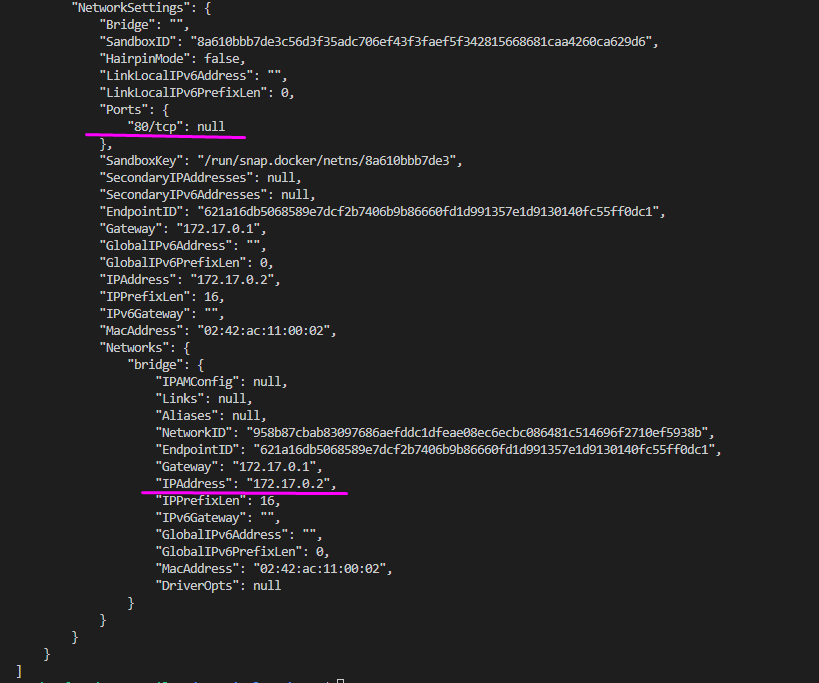 "NetworkSettings": {
"Bridge": "",
"SandboxID": "8a610bbb7de3c56d3f35adc706ef43f3faef5f342815668681caa4260ca629d6",
"HairpinMode": false,
"LinkLocalIPv6Address": "",
"LinkLocalIPv6PrefixLen": 0,
"Ports": {
"80/tcp": null
},
"SandboxKey": "/run/snap.docker/netns/8a610bbb7de3",
"SecondaryIPAddresses": null,
"SecondaryIPv6Addresses": null,
"EndpointID": "621a16db5068589e7dcf2b7406b9b86660fd1d991357e1d9130140fc55ff0dc1",
"Gateway": "172.17.0.1",
"GlobalIPv6Address": "",
"GlobalIPv6PrefixLen": 0,
"IPAddress": "172.17.0.2",
"IPPrefixLen": 16,
"IPv6Gateway": "",
"MacAddress": "02:42:ac:11:00:02",
"Networks": {
"bridge": {
"IPAMConfig": null,
"Links": null,
"Aliases": null,
"NetworkID": "958b87cbab83097686aefddc1dfeae08ec6ecbc086481c514696f2710ef5938b",
"EndpointID": "621a16db5068589e7dcf2b7406b9b86660fd1d991357e1d9130140fc55ff0dc1",
"Gateway": "172.17.0.1",
"IPAddress": "172.17.0.2",
"IPPrefixLen": 16,
"IPv6Gateway": "",
"GlobalIPv6Address": "",
"GlobalIPv6PrefixLen": 0,
"MacAddress": "02:42:ac:11:00:02",
"DriverOpts": null
}
}
}
}
]